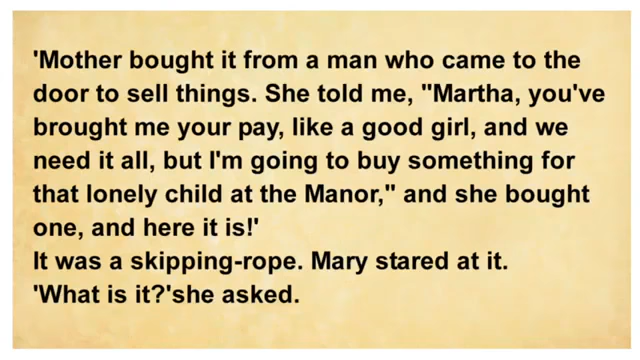 'Mother bought it from a man who came to the
door to sell things. She told me, "Martha, you've
brought me your pay, like a good girl, and we
need it all, but I'm going to buy something for
that lonely child at the Manor," and she bought
one, and here it is!'
It was a skipping-rope. Mary stared at it.
'What is it?'she asked.